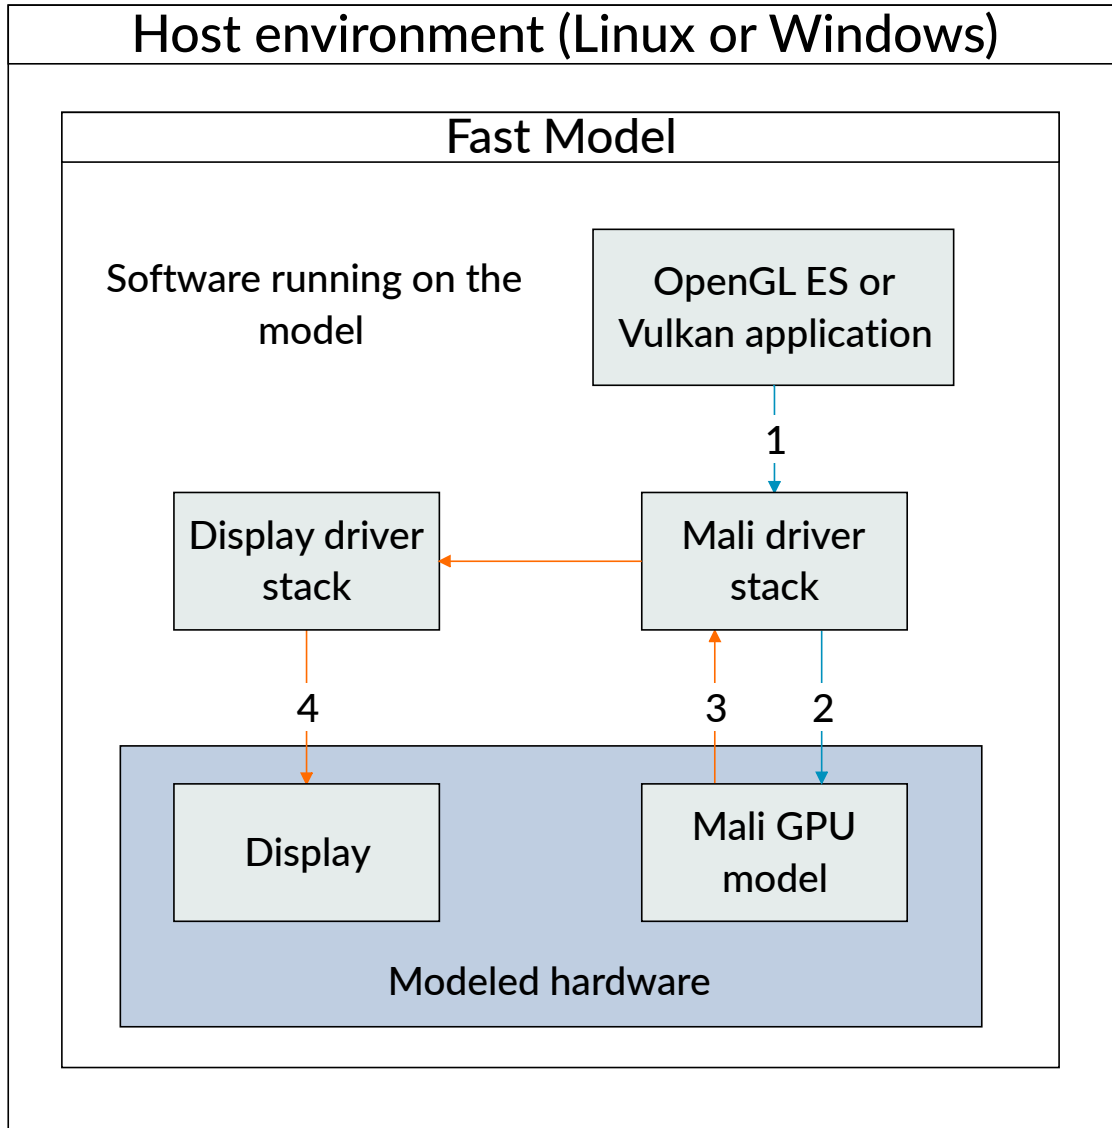 Host environment (Linux or Windows)
Fast Model
Software running on the
model
OpenGL ES or
Vulkan application
1
Display driver
stack
Mali driver
stack
4
3
2
Display
Mali GPU
model
Modeled hardware